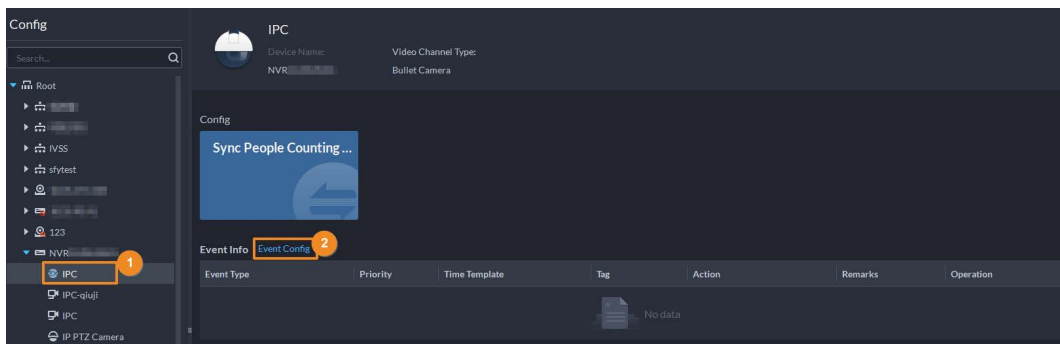 Config
Search...
Root
IVSS
sfytest
123
NVR
1
IPC
IPC-qiuji
IPC
IP PTZ Camera
IPC
Device Name:
Video Channel Type:
NVR
Bullet Camera
Config
Sync People Counting ...
Event Info Event Config 2
Event Type Priority Time Template Tag Action Remarks Operation
No data